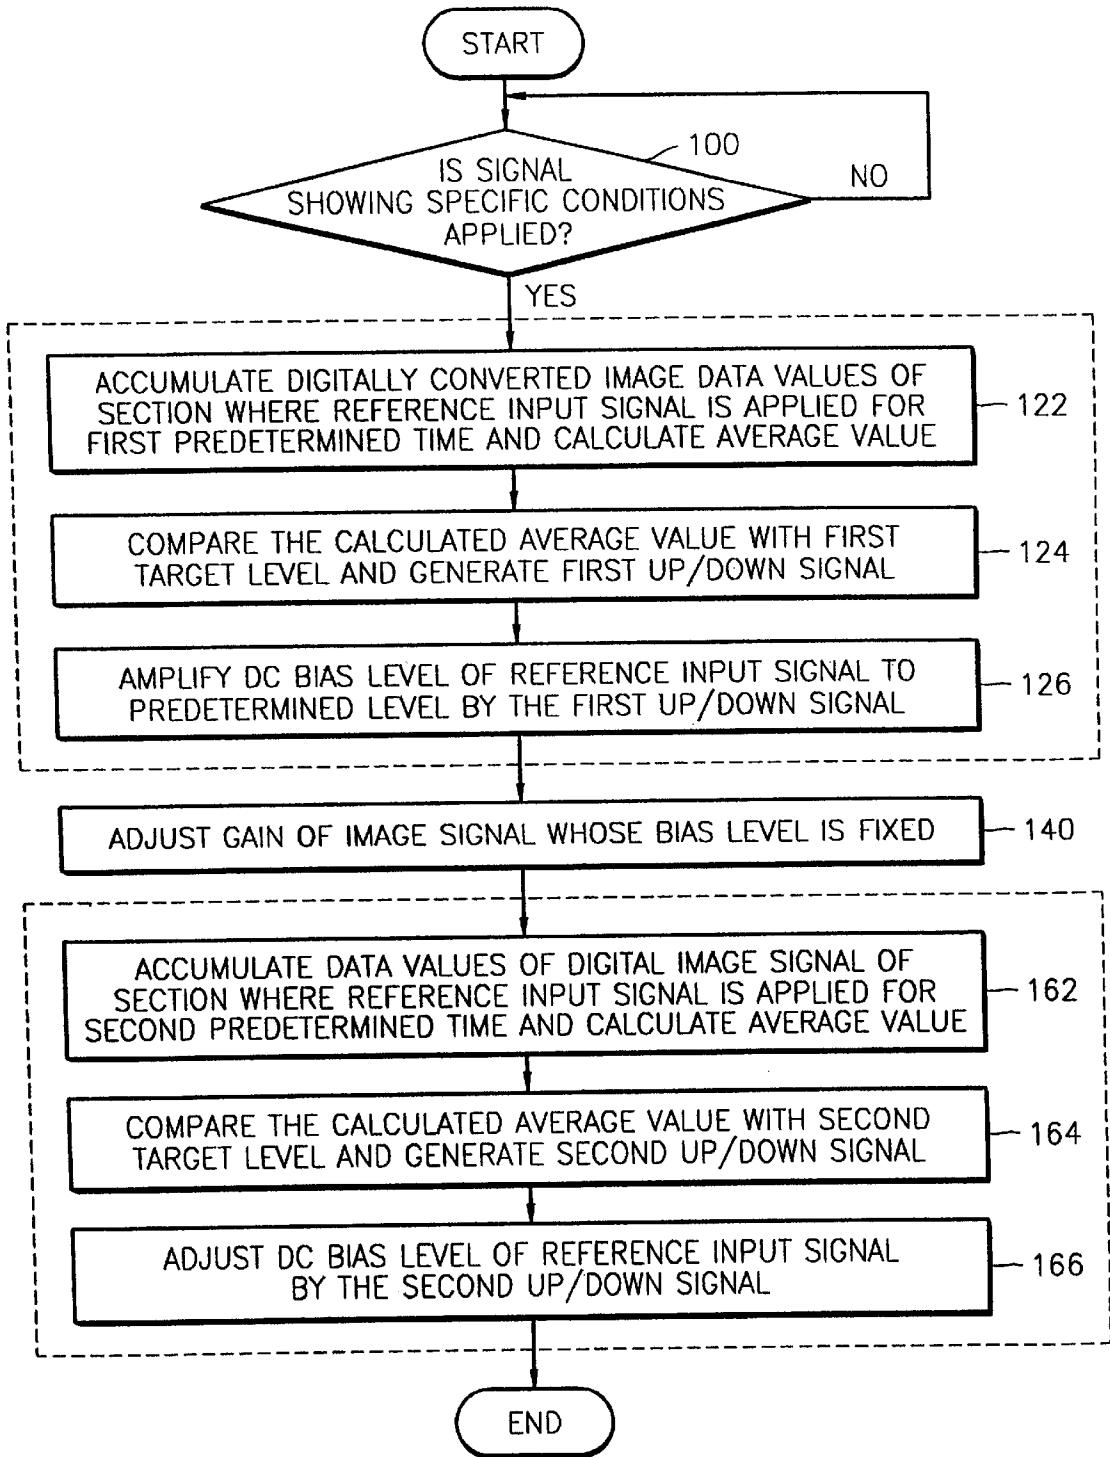 START
100
IS SIGNAL
SHOWING SPECIFIC CONDITIONS
APPLIED?
NO
YES
ACCUMULATE DIGITALLY CONVERTED IMAGE DATA VALUES OF
SECTION WHERE REFERENCE INPUT SIGNAL IS APPLIED FOR
FIRST PREDETERMINED TIME AND CALCULATE AVERAGE VALUE
122
COMPARE THE CALCULATED AVERAGE VALUE WITH FIRST
TARGET LEVEL AND GENERATE FIRST UP/DOWN SIGNAL
124
AMPLIFY DC BIAS LEVEL OF REFERENCE INPUT SIGNAL TO
PREDETERMINED LEVEL BY THE FIRST UP/DOWN SIGNAL
126
ADJUST GAIN OF IMAGE SIGNAL WHOSE BIAS LEVEL IS FIXED
140
ACCUMULATE DATA VALUES OF DIGITAL IMAGE SIGNAL OF
SECTION WHERE REFERENCE INPUT SIGNAL IS APPLIED FOR
SECOND PREDETERMINED TIME AND CALCULATE AVERAGE VALUE
162
COMPARE THE CALCULATED AVERAGE VALUE WITH SECOND
TARGET LEVEL AND GENERATE SECOND UP/DOWN SIGNAL
164
ADJUST DC BIAS LEVEL OF REFERENCE INPUT SIGNAL
BY THE SECOND UP/DOWN SIGNAL
166
END